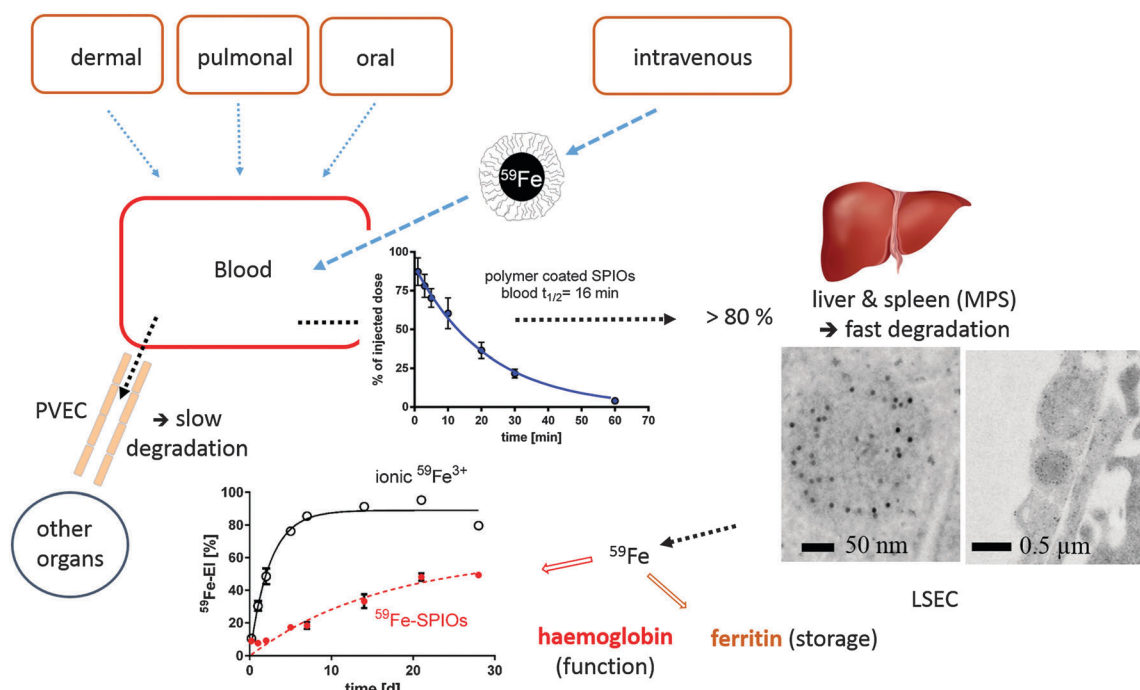 dermal
pulmonal
oral
intravenous
⁵⁹Fe
Blood
100
75
50
25
0
% of injected dose
0 10 20 30 40 50 60 70
time [min]
polymer coated SPIOs
blood t₁/₂= 16 min
> 80 %
liver & spleen (MPS)
➔ fast degradation
PVEC
➔ slow
degradation
other
organs
ionic ⁵⁹Fe³⁺
100
80
60
40
20
0
⁵⁹Fe-EI [%]
⁵⁹Fe-SPIOs
0 10 20 30
time [d]
⁵⁹Fe
haemoglobin
(function)
ferritin (storage)
50 nm
0.5 µm
LSEC